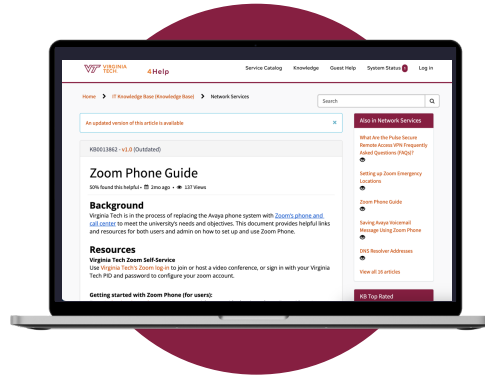 VIRGINIA TECH
4Help
Service Catalog Knowledge Guest Help System Status Log in
Home IT Knowledge Base (Knowledge Base) Network Services
Search
An updated version of this article is available
KB0013862 - v1.0 (Outdated)
Zoom Phone Guide
50% found this helpful • 2mo ago • 137 Views
Background
Virginia Tech is in the process of replacing the Avaya phone system with Zoom's phone and
call center to meet the university's needs and objectives. This document provides helpful links
and resources for both users and admin on how to set up and use Zoom Phone.
Resources
Virginia Tech Zoom Self-Service
Use Virginia Tech's Zoom log-in to join or host a video conference, or sign in with your Virginia
Tech PID and password to configure your zoom account.
Getting started with Zoom Phone (for users):
Also in Network Services
What Are the Pulse Secure
Remote Access VPN Frequently
Asked Questions (FAQs)?
Setting up Zoom Emergency
Locations
Zoom Phone Guide
Saving Avaya Voicemail
Message Using Zoom Phone
DNS Resolver Addresses
View all 16 articles
KB Top Rated